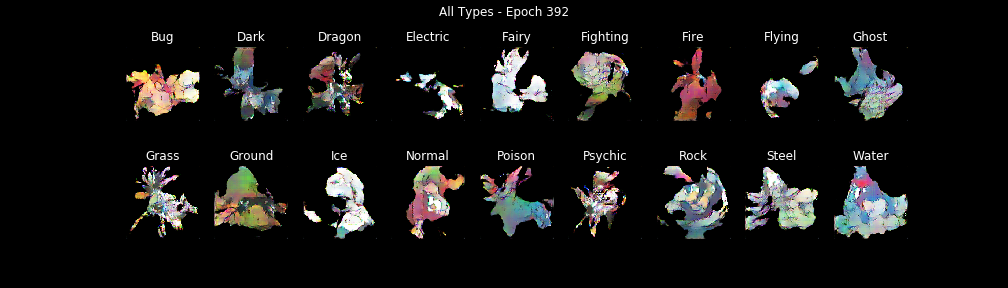 All Types - Epoch 392
Bug Dark Dragon Electric Fairy Fighting Fire Flying Ghost
Grass Ground Ice Normal Poison Psychic Rock Steel Water